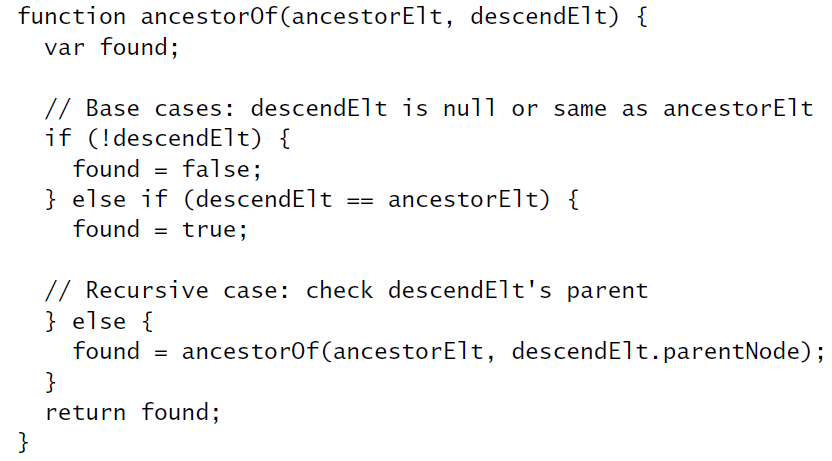 function ancestorOf(ancestorElt, descendElt) {
  var found;

  // Base cases: descendElt is null or same as ancestorElt
  if (!descendElt) {
    found = false;
  } else if (descendElt == ancestorElt) {
    found = true;

  // Recursive case: check descendElt's parent
  } else {
    found = ancestorOf(ancestorElt, descendElt.parentNode);
  }
  return found;
}